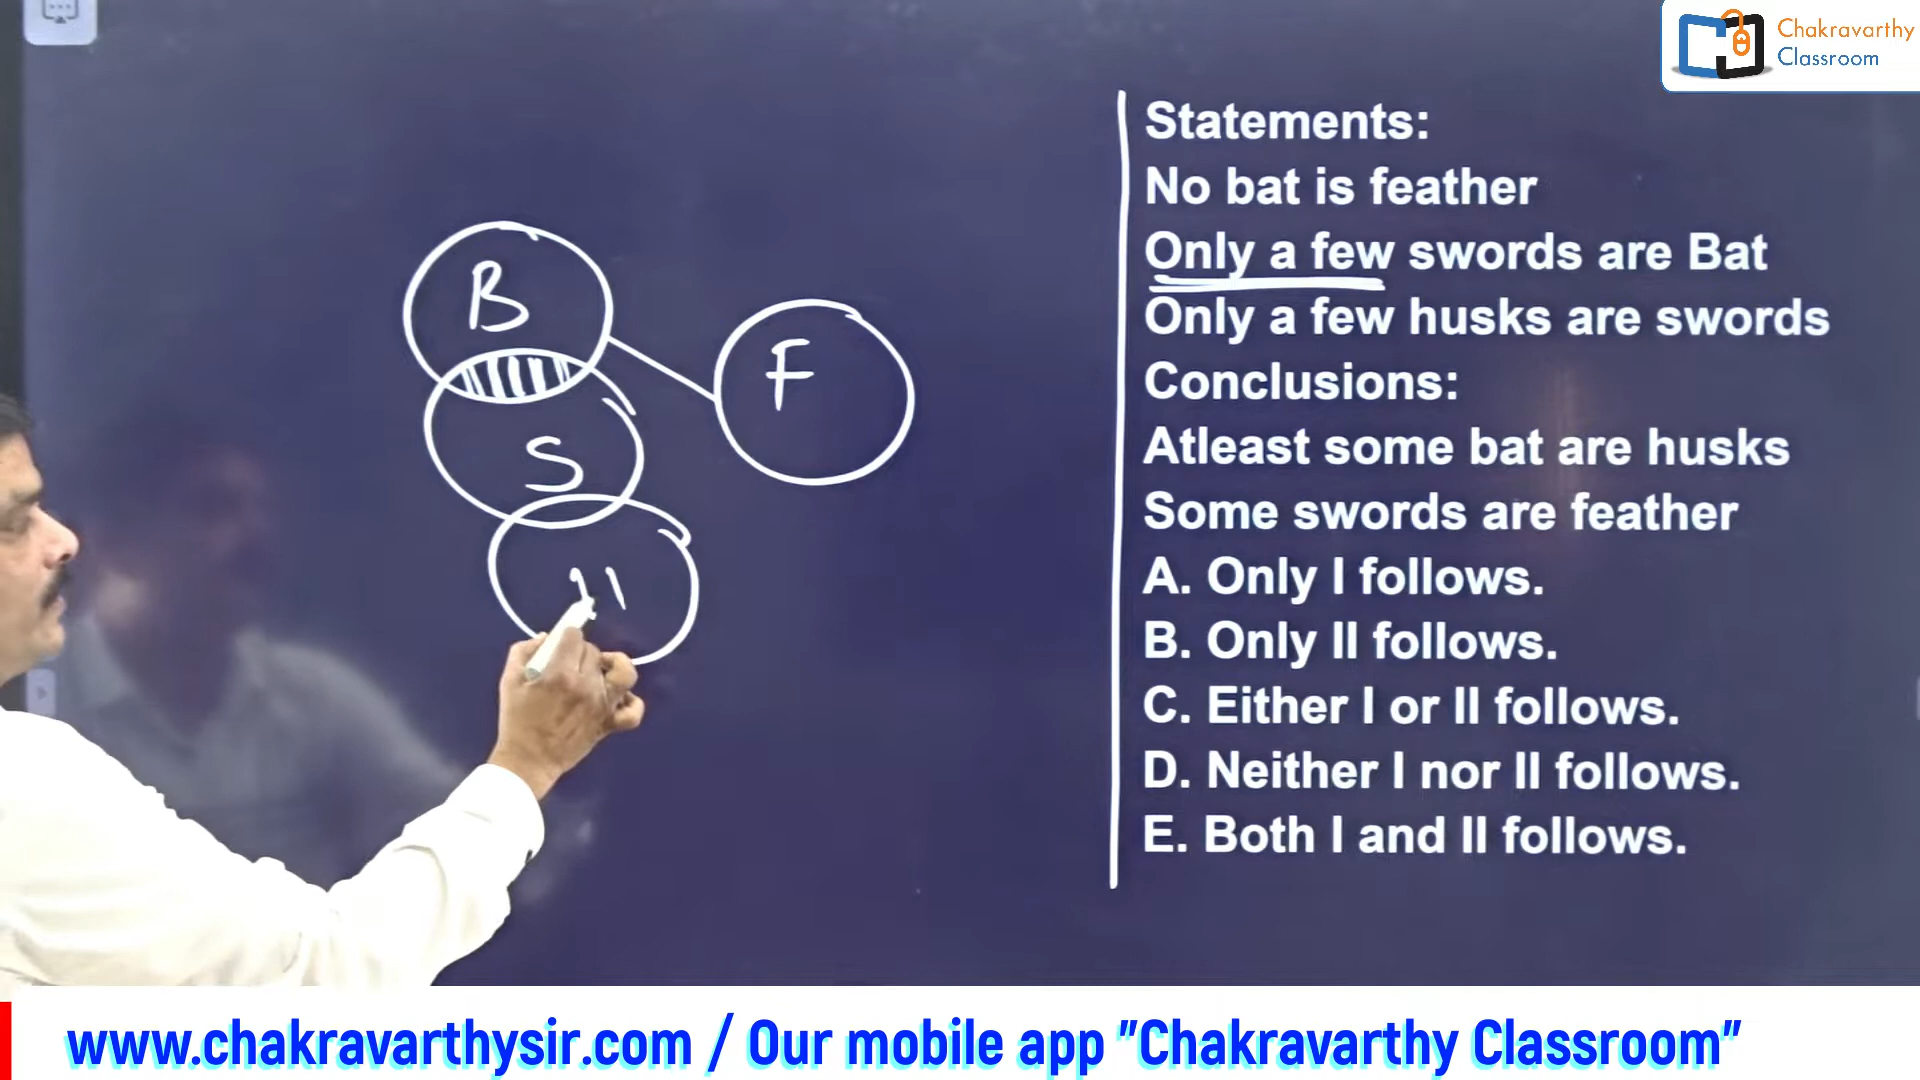 Chakravarthy
Classroom
Statements:
No bat is feather
Only a few swords are Bat
Only a few husks are swords
Conclusions:
Atleast some bat are husks
Some swords are feather
A. Only I follows.
B. Only II follows.
C. Either I or II follows.
D. Neither I nor II follows.
E. Both I and II follows.
B
F
S
www.chakravarthysir.com / Our mobile app "Chakravarthy Classroom"